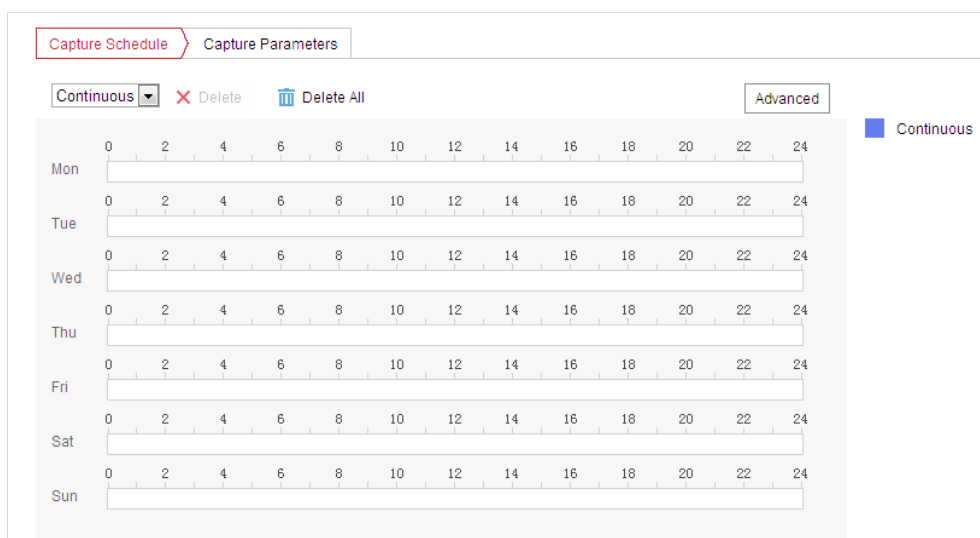 Capture Schedule Capture Parameters
Continuous Delete Delete All Advanced
Continuous
0 2 4 6 8 10 12 14 16 18 20 22 24
Mon
0 2 4 6 8 10 12 14 16 18 20 22 24
Tue
0 2 4 6 8 10 12 14 16 18 20 22 24
Wed
0 2 4 6 8 10 12 14 16 18 20 22 24
Thu
0 2 4 6 8 10 12 14 16 18 20 22 24
Fri
0 2 4 6 8 10 12 14 16 18 20 22 24
Sat
0 2 4 6 8 10 12 14 16 18 20 22 24
Sun